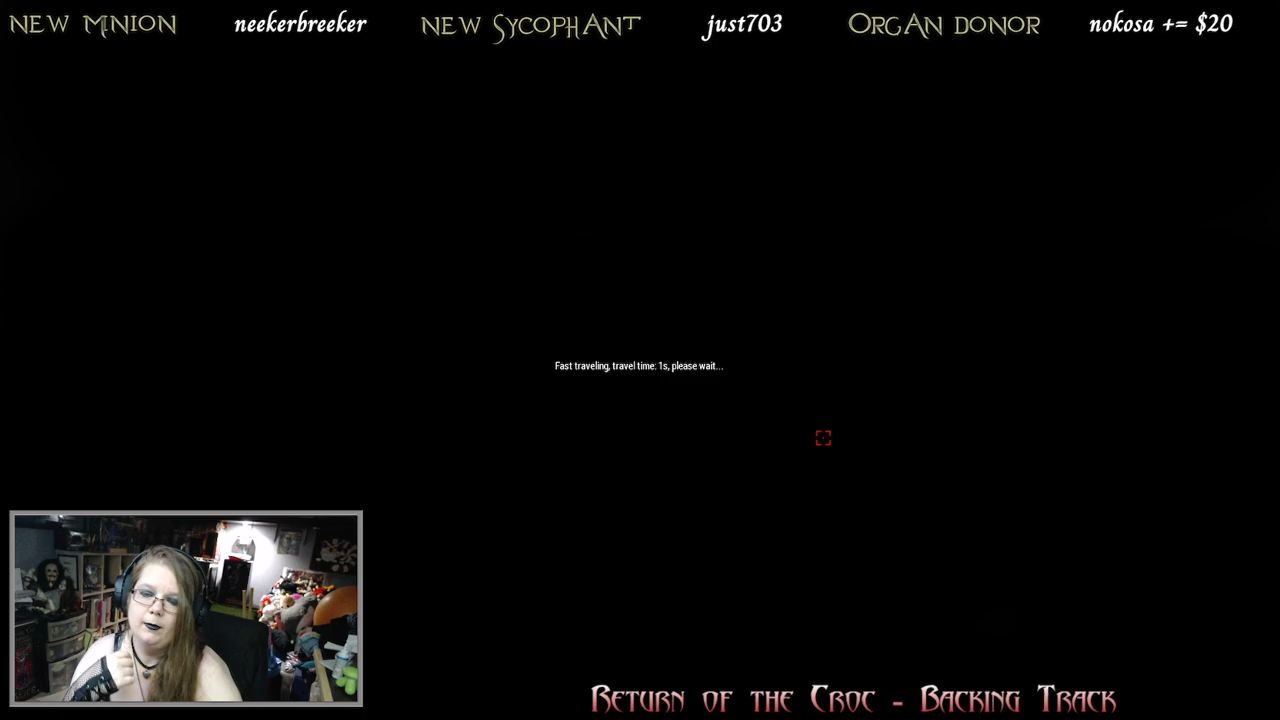 NEW MINION neekerbreeker NEW SYCOPHANT just703 ORGAN DONOR nokosa += $20
Fast traveling, travel time: 1s, please wait...
RETURN OF THE CROC - BACKING TRACK